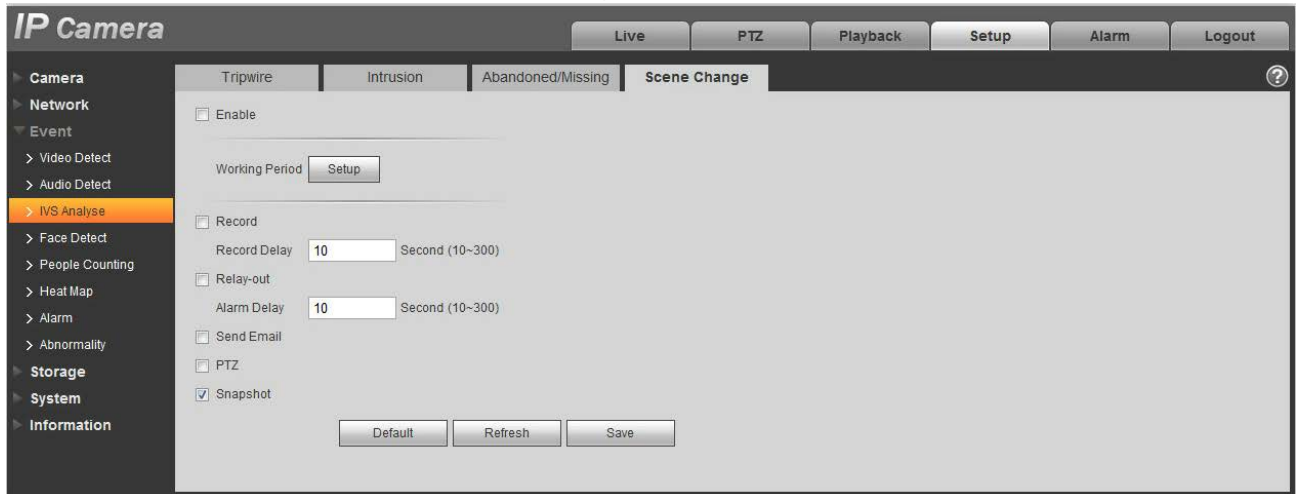 IP Camera
Live PTZ Playback Setup Alarm Logout
Camera
Network
Event
Video Detect
Audio Detect
IVS Analyse
Face Detect
People Counting
Heat Map
Alarm
Abnormality
Storage
System
Information
Tripwire Intrusion Abandoned/Missing Scene Change ?
Enable
Working Period Setup
Record
Record Delay 10 Second (10~300)
Relay-out
Alarm Delay 10 Second (10~300)
Send Email
PTZ
Snapshot
Default Refresh Save